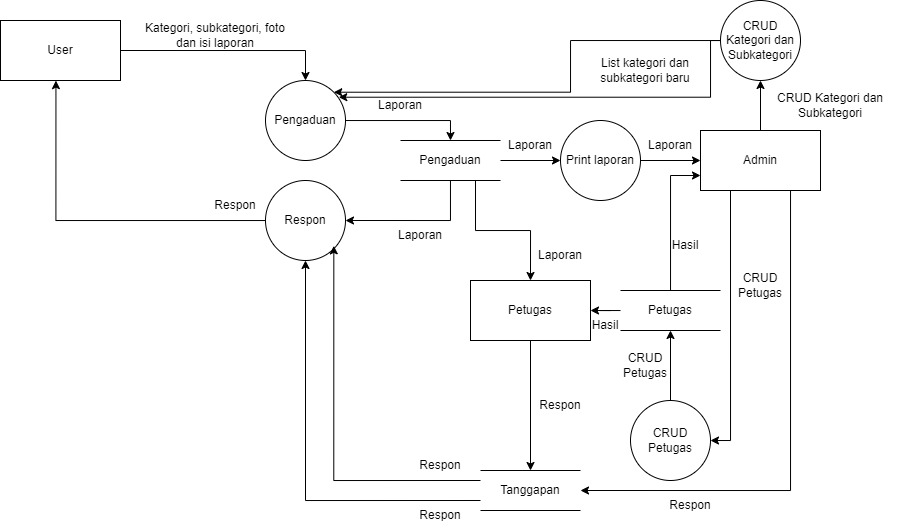 User
Kategori, subkategori, foto
dan isi laporan
CRUD
Kategori dan
Subkategori
List kategori dan
subkategori baru
CRUD Kategori dan
Subkategori
Pengaduan
Laporan
Pengaduan
Laporan
Print laporan
Laporan
Admin
Respon
Respon
Laporan
Laporan
Hasil
CRUD
Petugas
Petugas
Hasil
Petugas
CRUD
Petugas
Respon
CRUD
Petugas
Respon
Tanggapan
Respon
Respon